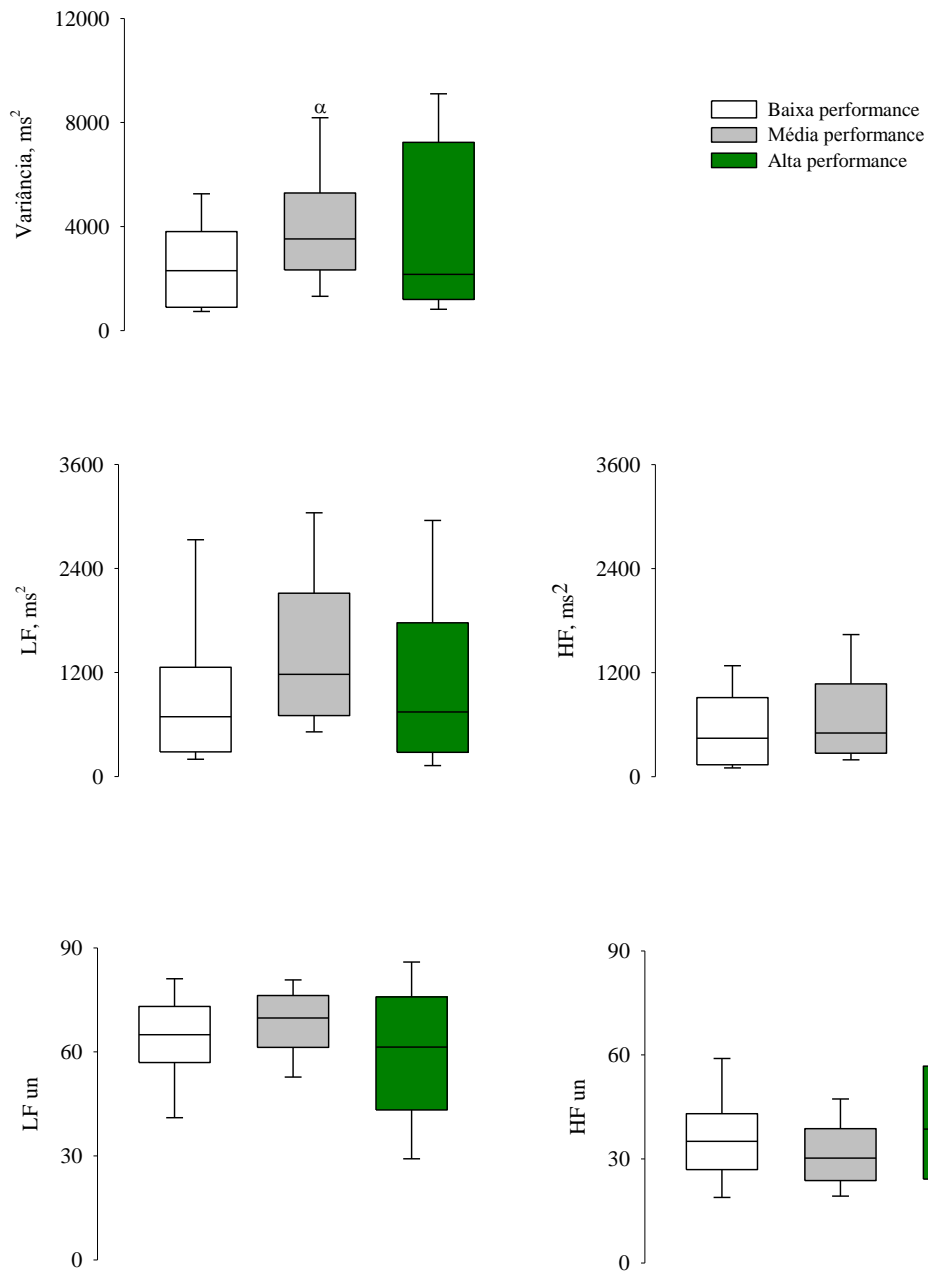 12000
8000
4000
0
Variância, ms²
α
Baixa performance
Média performance
Alta performance
3600
2400
1200
0
LF, ms²
3600
2400
1200
0
HF, ms2
90
60
30
0
LF un
90
60
30
0
HF un